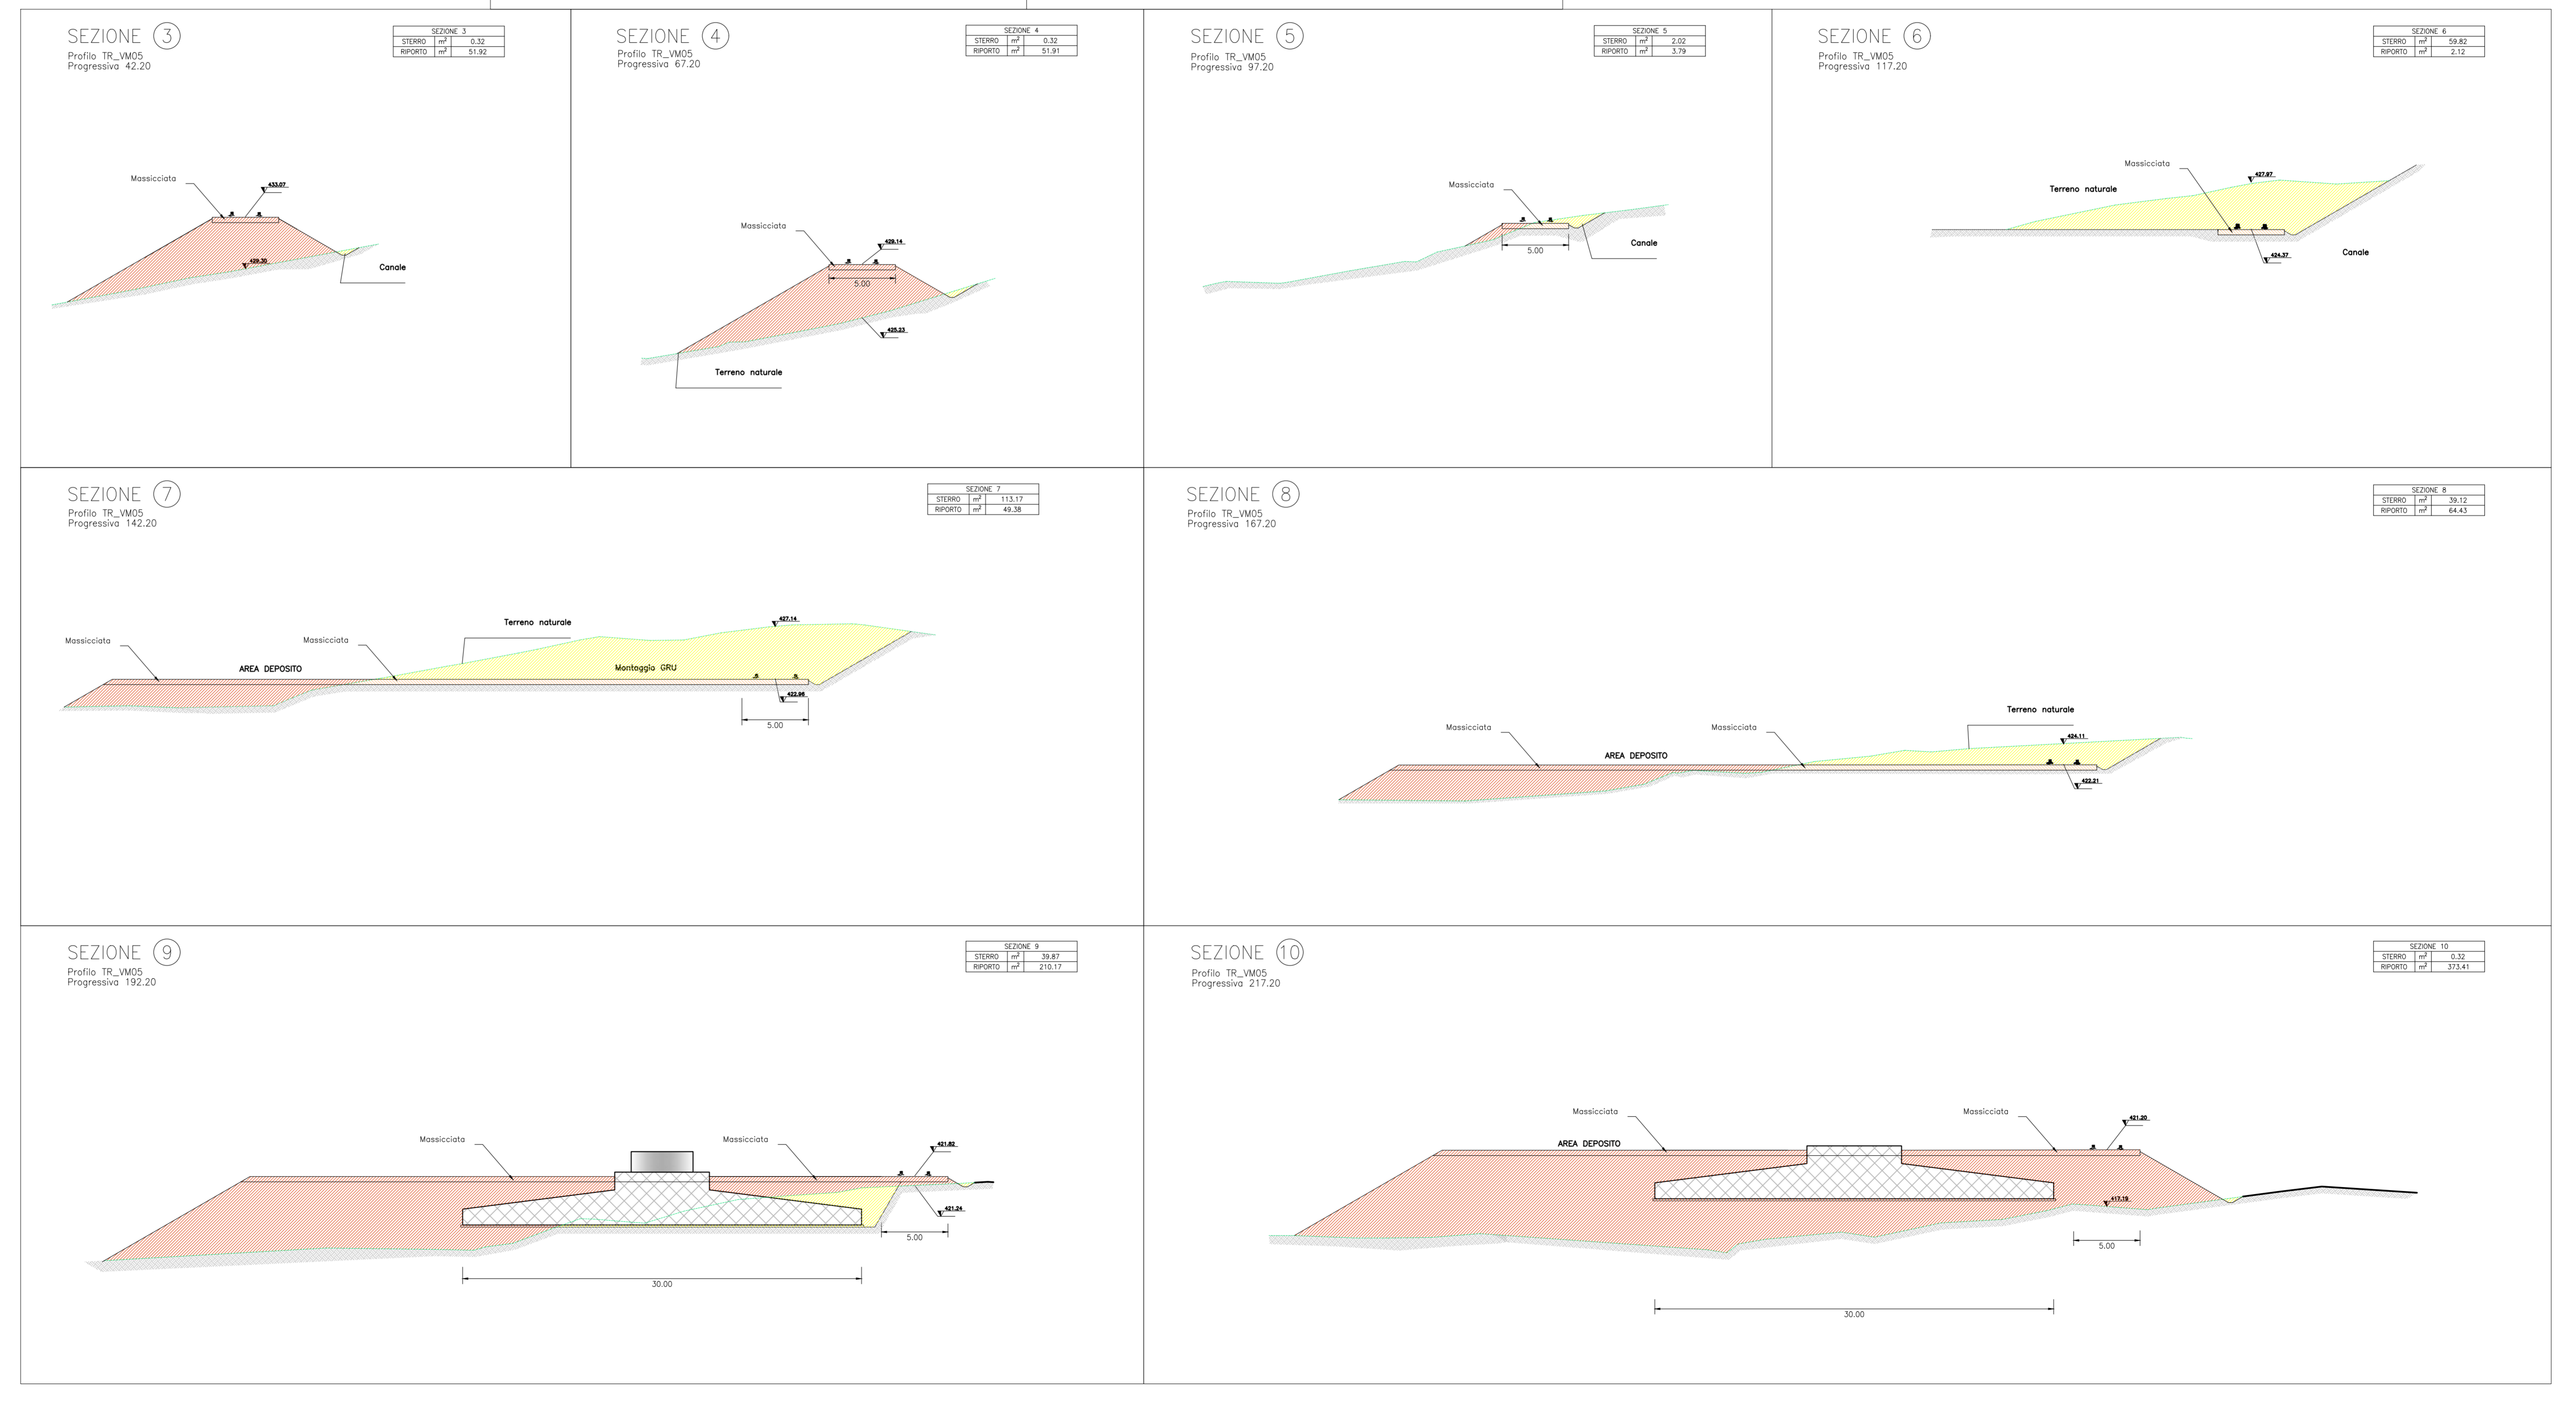 SEZIONE 3
Profilo TR_VM05
Progressiva 42.20
SEZIONE 3
STERRO m² 0.32
RIPORTO m² 51.92
Massicciata
433.07
429.30
Canale
SEZIONE 4
Profilo TR_VM05
Progressiva 67.20
SEZIONE 4
STERRO m² 0.32
RIPORTO m² 51.91
Massicciata
429.14
5.00
425.23
Terreno naturale
SEZIONE 5
Profilo TR_VM05
Progressiva 97.20
SEZIONE 5
STERRO m² 2.02
RIPORTO m² 3.79
Massicciata
5.00
Canale
SEZIONE 6
Profilo TR_VM05
Progressiva 117.20
SEZIONE 6
STERRO m² 59.82
RIPORTO m² 2.12
Massicciata
427.97
Terreno naturale
424.37
Canale
SEZIONE 7
Profilo TR_VM05
Progressiva 142.20
SEZIONE 7
STERRO m² 113.17
RIPORTO m² 49.38
Terreno naturale
427.14
Massicciata
Massicciata
AREA DEPOSITO
Montaggio GRU
422.96
5.00
SEZIONE 8
Profilo TR_VM05
Progressiva 167.20
SEZIONE 8
STERRO m² 39.12
RIPORTO m² 64.43
Terreno naturale
Massicciata
Massicciata
424.11
AREA DEPOSITO
422.21
SEZIONE 9
Profilo TR_VM05
Progressiva 192.20
SEZIONE 9
STERRO m² 39.87
RIPORTO m² 210.17
Massicciata
Massicciata
421.82
421.24
5.00
30.00
SEZIONE 10
Profilo TR_VM05
Progressiva 217.20
SEZIONE 10
STERRO m² 0.32
RIPORTO m² 373.41
Massicciata
Massicciata
421.20
AREA DEPOSITO
417.19
5.00
30.00